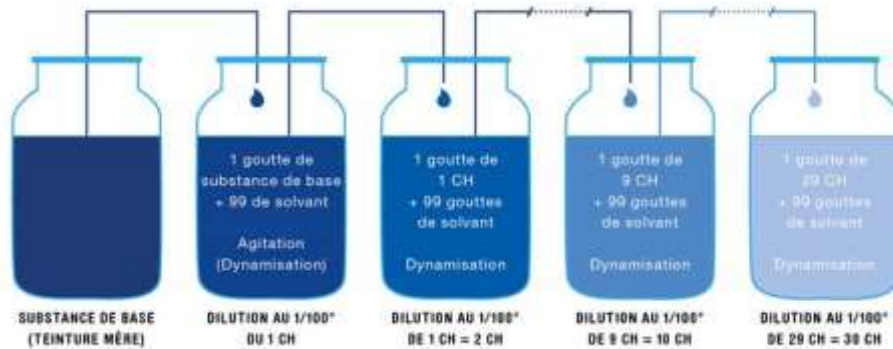 1 goutte de
substance de base
+ 99 de solvant
Agitation
(Dynamisation)
1 goutte de
1 CH
+ 99 gouttes
de solvant
Dynamisation
1 goutte de
9 CH
+ 99 gouttes
de solvant
Dynamisation
1 goutte de
29 CH
+ 99 gouttes
de solvant
Dynamisation
SUBSTANCE DE BASE
(TEINTURE MÈRE)
DILUTION AU 1/100°
DU 1 CH
DILUTION AU 1/100°
DE 1 CH = 2 CH
DILUTION AU 1/100°
DE 9 CH = 10 CH
DILUTION AU 1/100°
DE 29 CH = 30 CH